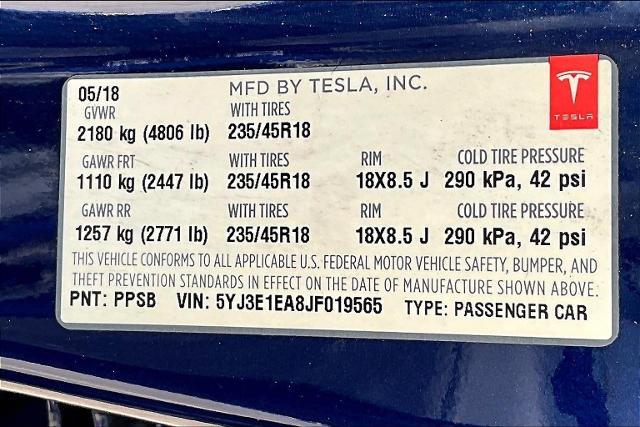 05/18 MFD BY TESLA, INC.
TESLA
GVWR WITH TIRES
2180 kg (4806 lb) 235/45R18
GAWR FRT WITH TIRES RIM COLD TIRE PRESSURE
1110 kg (2447 lb) 235/45R18 18X8.5 J 290 kPa, 42 psi
GAWR RR WITH TIRES RIM COLD TIRE PRESSURE
1257 kg (2771 lb) 235/45R18 18X8.5 J 290 kPa, 42 psi
THIS VEHICLE CONFORMS TO ALL APPLICABLE U.S. FEDERAL MOTOR VEHICLE SAFETY, BUMPER, AND
THEFT PREVENTION STANDARDS IN EFFECT ON THE DATE OF MANUFACTURE SHOWN ABOVE.
PNT: PPSB VIN: 5YJ3E1EA8JF019565 TYPE: PASSENGER CAR